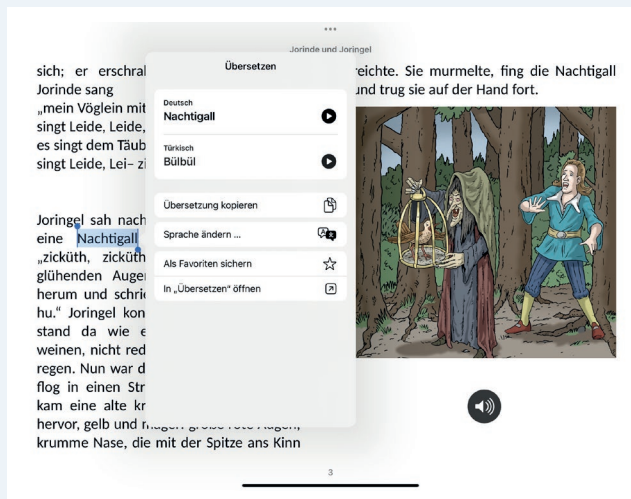 Jorinde und Joringel
sich; er erschral
Jorinde sang
„mein Vöglein mit
singt Leide, Leide,
es singt dem Täub
singt Leide, Lei– zi
Joringel sah nach
eine Nachtigall
„zicküth, zicküth
glühenden Augen
herum und schrie
hu.“ Joringel kon
stand da wie e
weinen, nicht red
regen. Nun war d
flog in einen Str
kam eine alte kr
hervor, gelb und mager: große rote Augen,
krumme Nase, die mit der Spitze ans Kinn
Übersetzen
Deutsch
Nachtigall
Türkisch
Bülbül
Übersetzung kopieren
Sprache ändern ...
Als Favoriten sichern
In „Übersetzen“ öffnen
reichte. Sie murmelte, fing die Nachtigall
und trug sie auf der Hand fort.
3